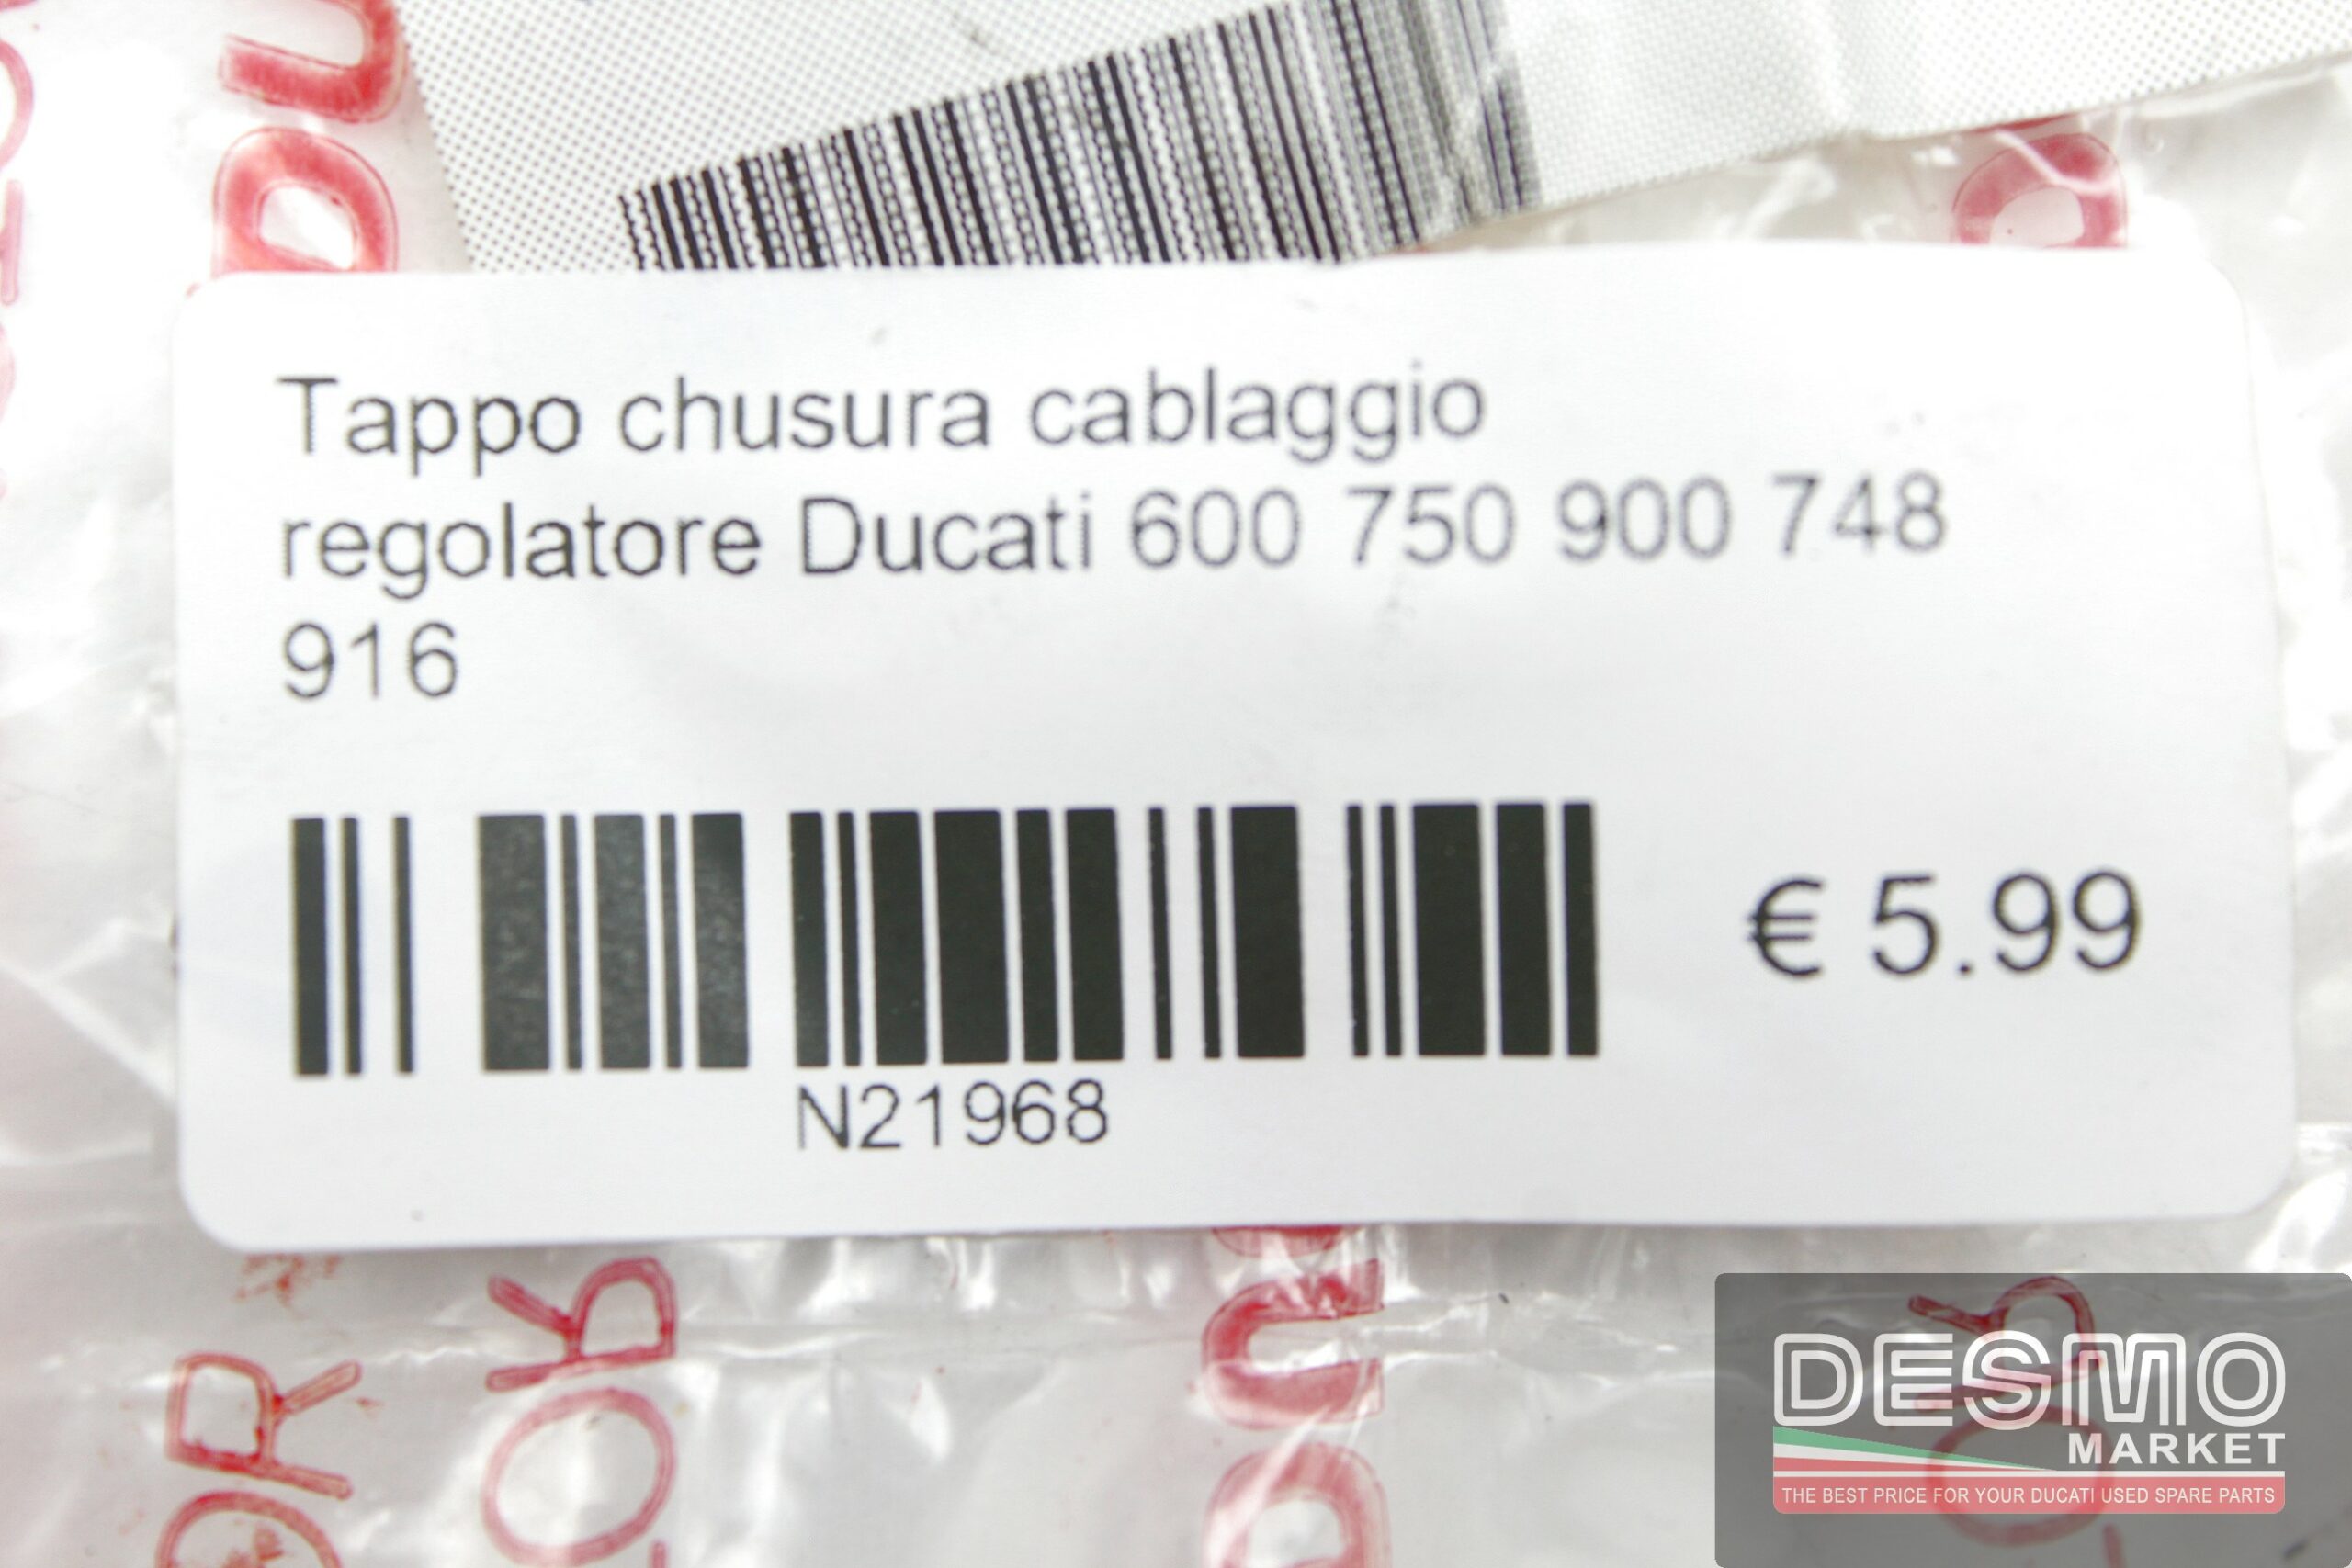 Tappo chusura cablaggio
regolatore Ducati 600 750 900 748
916
€ 5.99
N21968
DESMO
MARKET
THE BEST PRICE FOR YOUR DUCATI USED SPARE PARTS